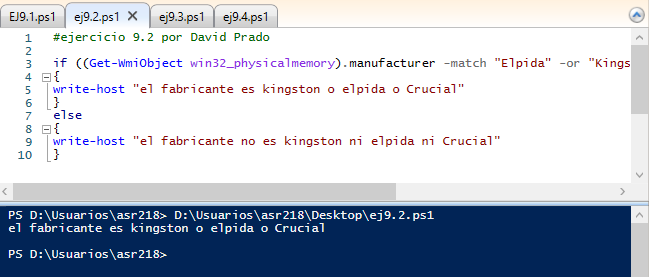 EJ9.1.ps1 ej9.2.ps1 ej9.3.ps1 ej9.4.ps1
1 #ejercicio 9.2 por David Prado
2
3 if ((Get-WmiObject win32_physicalmemory).manufacturer -match "Elpida" -or "Kings
4 {
5 write-host "el fabricante es kingston o elpida o Crucial"
6 }
7 else
8 {
9 write-host "el fabricante no es kingston ni elpida ni Crucial"
10 }
PS D:\Usuarios\asr218> D:\Usuarios\asr218\Desktop\ej9.2.ps1
el fabricante es kingston o elpida o Crucial
PS D:\Usuarios\asr218>